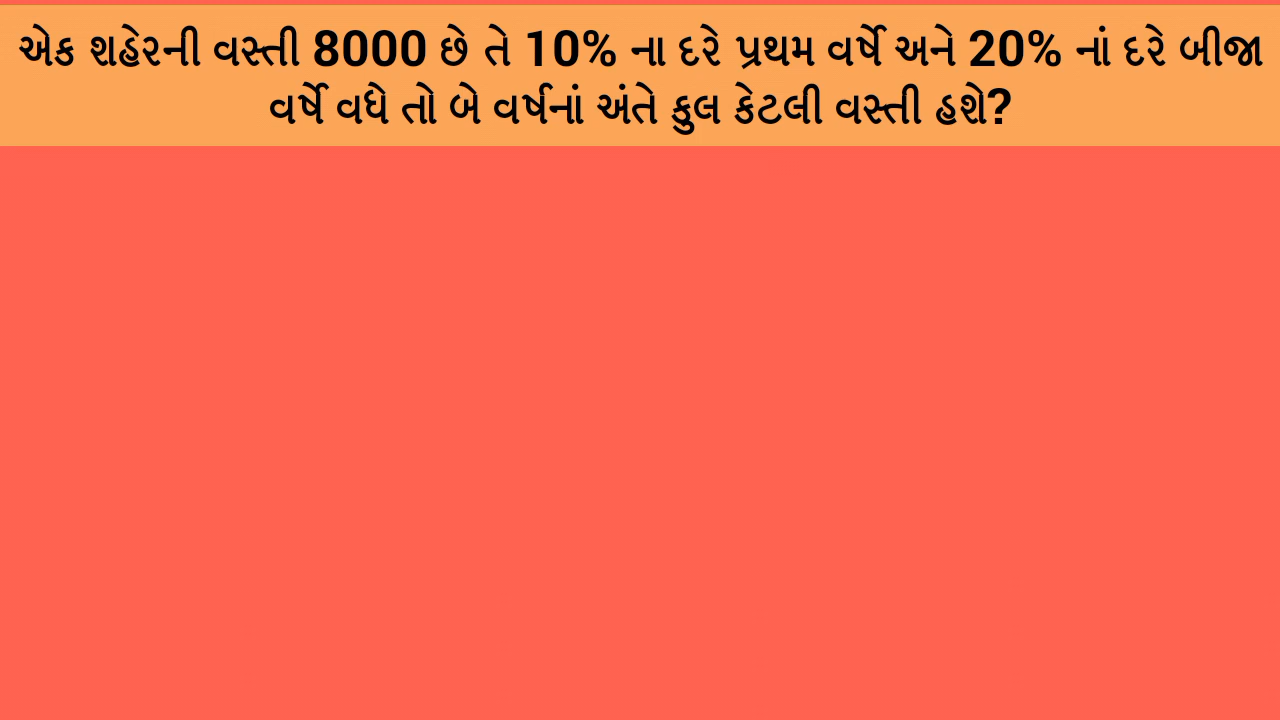 એક શહેરની વસ્તી 8000 છે તે 10% ના દરે પ્રથમ વર્ષે અને 20% નાં દરે બીજા
વર્ષે વધે તો બે વર્ષનાં અંતે કુલ કેટલી વસ્તી હશે?